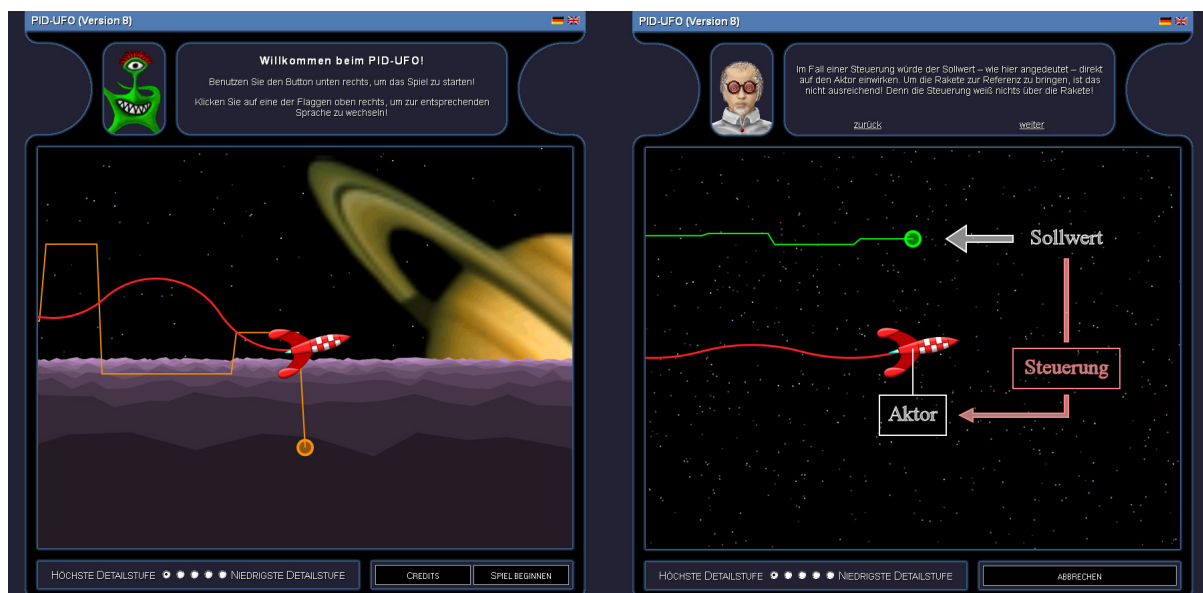 PID-UFO (Version 8)
Willkommen beim PID-UFO!
Benutzen Sie den Button unten rechts, um das Spiel zu starten!
Klicken Sie auf eine der Flaggen oben rechts, um zur entsprechenden
Sprache zu wechseln!
HÖCHSTE DETAILSTUFE
NIEDRIGSTE DETAILSTUFE
CREDITS
SPIEL BEGINNEN
PID-UFO (Version 8)
Im Fall einer Steuerung würde der Sollwert – wie hier angedeutet – direkt
auf den Aktor einwirken. Um die Rakete zur Referenz zu bringen, ist das
nicht ausreichend! Denn die Steuerung weiß nichts über die Rakete!
zurück
weiter
Sollwert
Steuerung
Aktor
HÖCHSTE DETAILSTUFE
NIEDRIGSTE DETAILSTUFE
ABBRECHEN